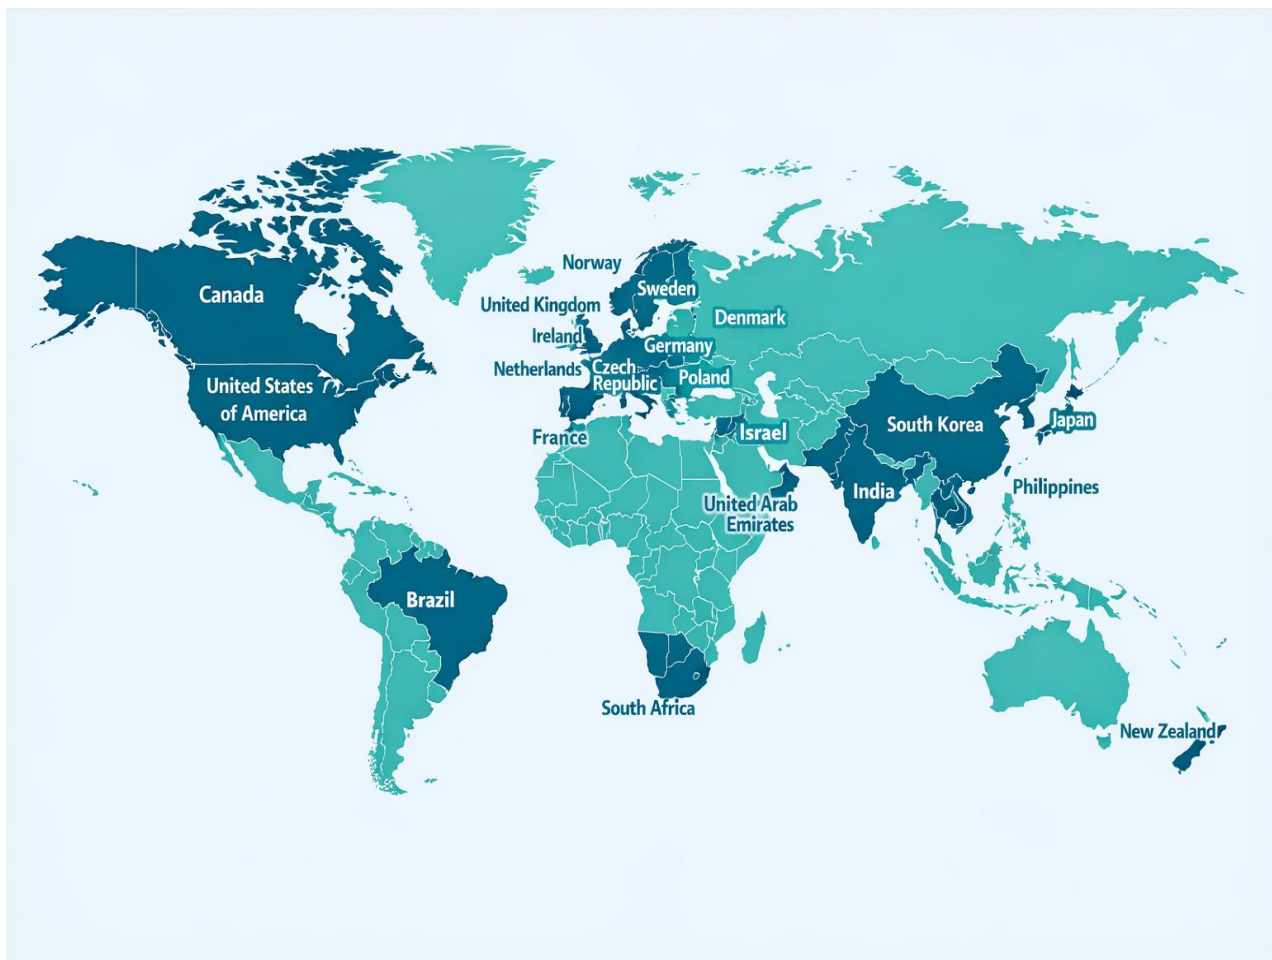 Norway
Sweden
Canada
United Kingdom
Denmark
Ireland
Germany
Netherlands
Czech
Republic
Poland
United States
of America
France
Israel
South Korea
Japan
India
Philippines
United Arab
Emirates
Brazil
South Africa
New Zealand